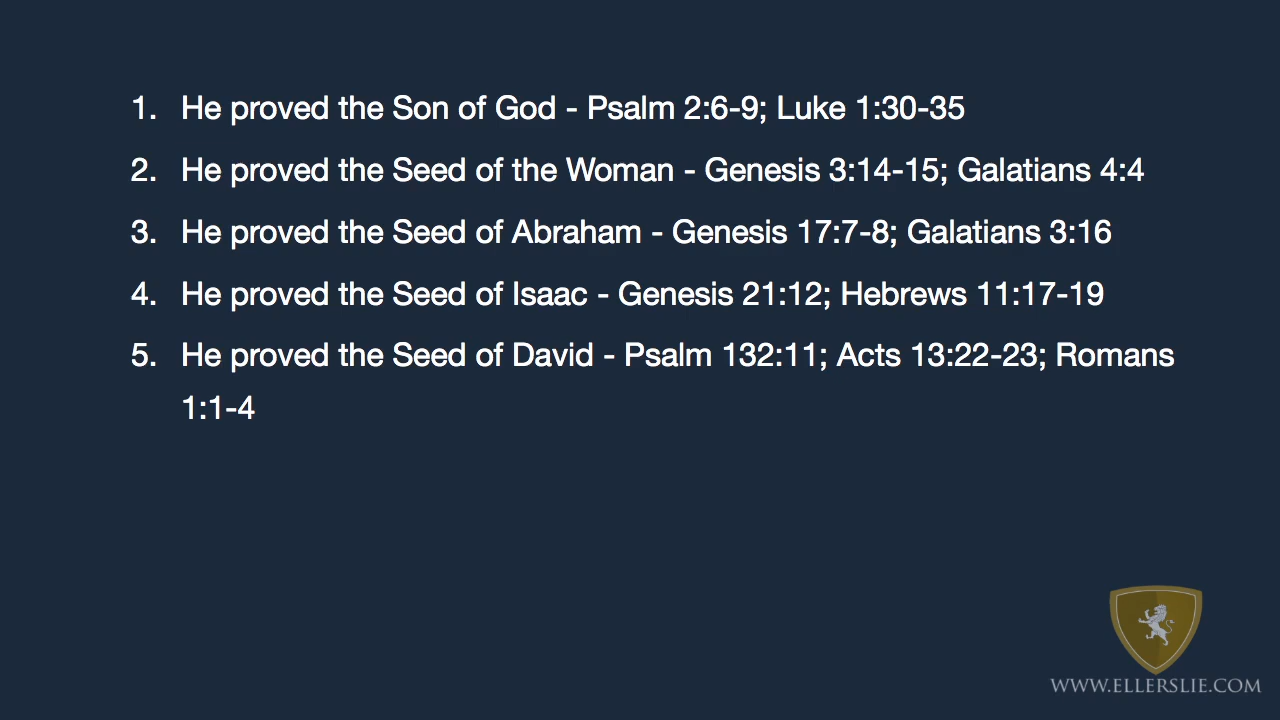 1. He proved the Son of God - Psalm 2:6-9; Luke 1:30-35
2. He proved the Seed of the Woman - Genesis 3:14-15; Galatians 4:4
3. He proved the Seed of Abraham - Genesis 17:7-8; Galatians 3:16
4. He proved the Seed of Isaac - Genesis 21:12; Hebrews 11:17-19
5. He proved the Seed of David - Psalm 132:11; Acts 13:22-23; Romans
1:1-4
WWW.ELLERSLIE.COM